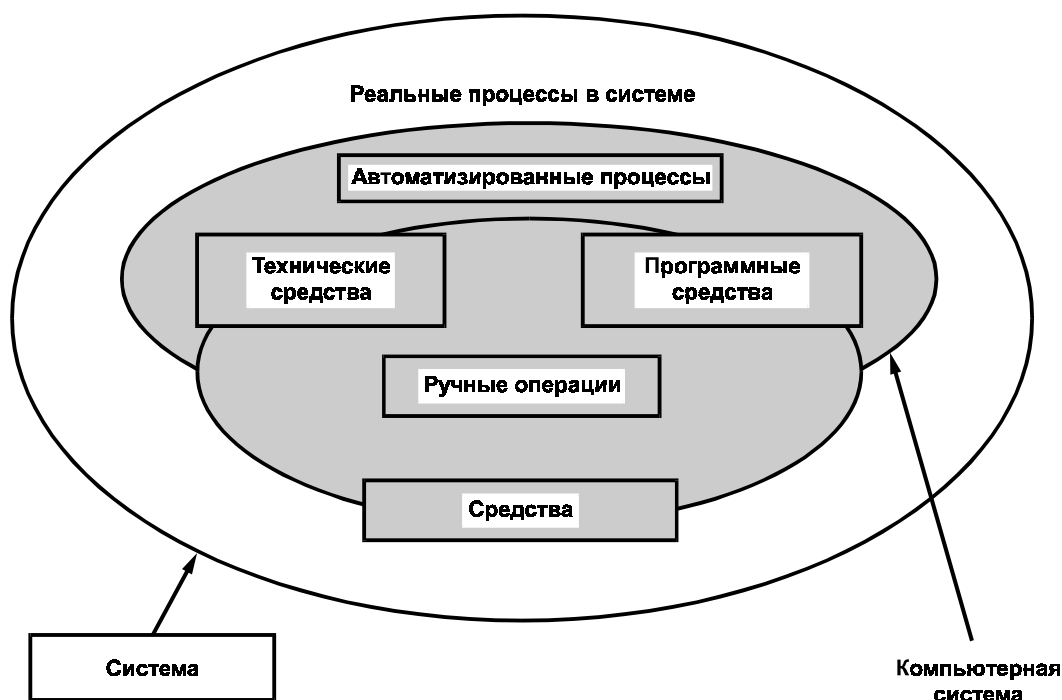 Реальные процессы в системе
Автоматизированные процессы
Технические
средства
Программные
средства
Ручные операции
Средства
Система
Компьютерная
система